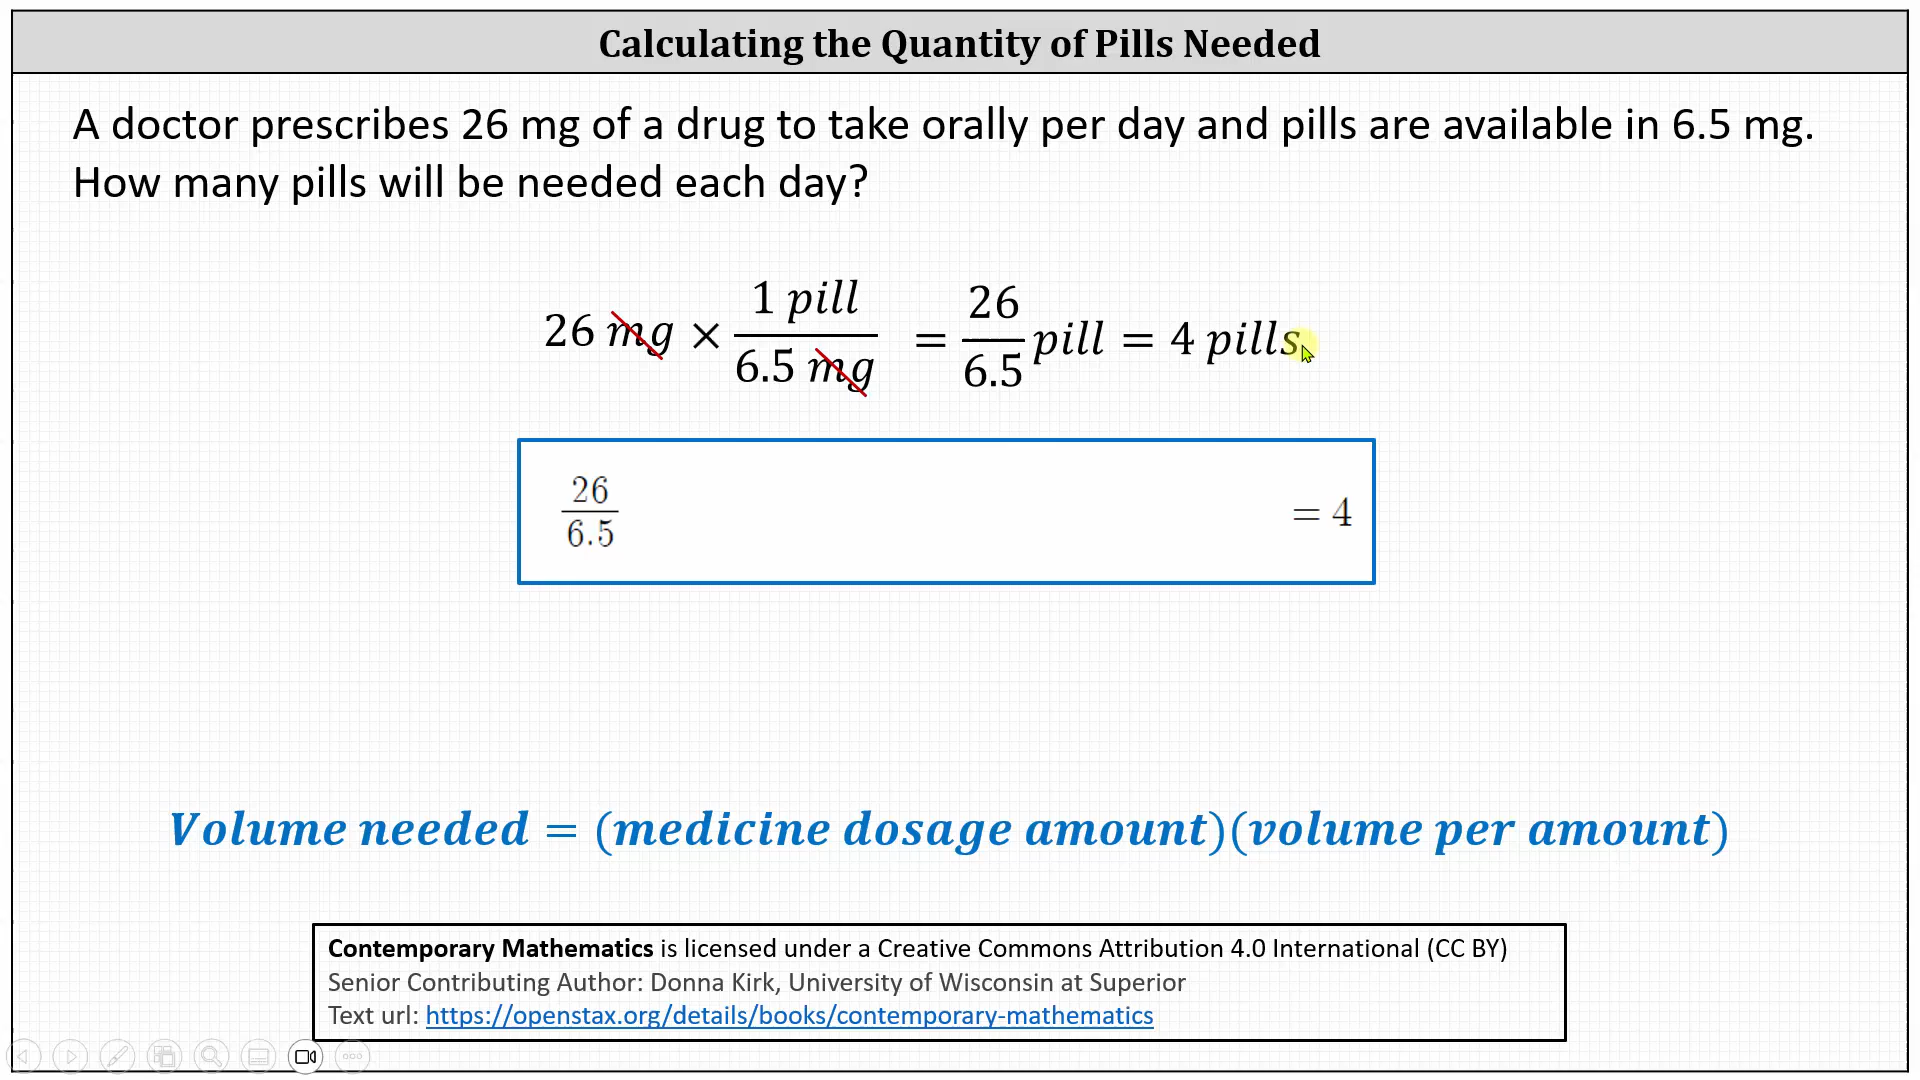 Calculating the Quantity of Pills Needed
A doctor prescribes 26 mg of a drug to take orally per day and pills are available in 6.5 mg.
How many pills will be needed each day?
26 mg × 1 pill / 6.5 mg = 26 / 6.5 pill = 4 pills
26 / 6.5 = 4
Volume needed = (medicine dosage amount)(volume per amount)
Contemporary Mathematics is licensed under a Creative Commons Attribution 4.0 International (CC BY)
Senior Contributing Author: Donna Kirk, University of Wisconsin at Superior
Text url: https://openstax.org/details/books/contemporary-mathematics